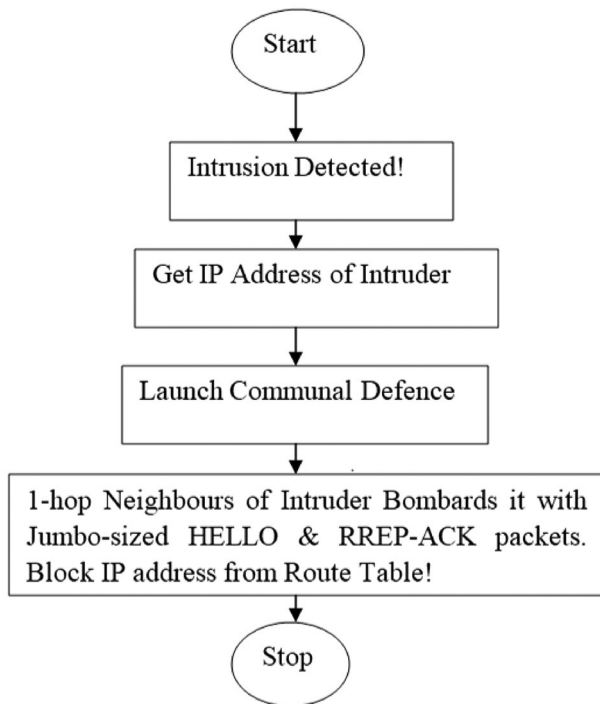 Start
Intrusion Detected!
Get IP Address of Intruder
Launch Communal Defence
1-hop Neighbours of Intruder Bombards it with
Jumbo-sized HELLO & RREP-ACK packets.
Block IP address from Route Table!
Stop